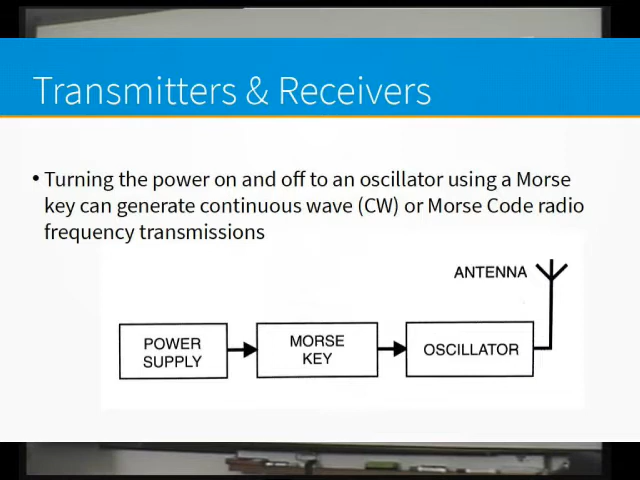 Transmitters & Receivers
• Turning the power on and off to an oscillator using a Morse
key can generate continuous wave (CW) or Morse Code radio
frequency transmissions
ANTENNA
POWER
SUPPLY
MORSE
KEY
OSCILLATOR